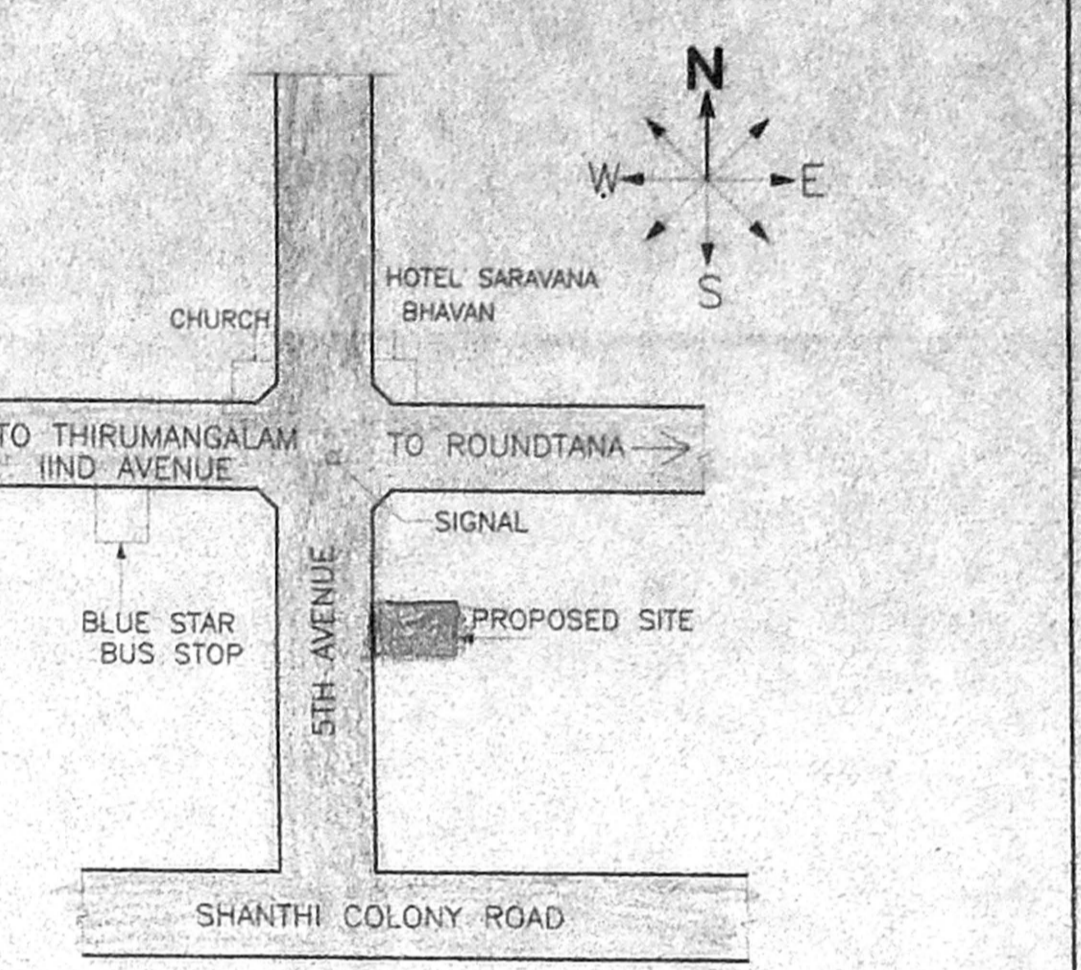 N
W
E
S
HOTEL SARAVANA
BHAVAN
CHURCH
TO THIRUMANGALAM
IIND AVENUE
TO ROUNDTANA
SIGNAL
5TH AVENUE
PROPOSED SITE
BLUE STAR
BUS STOP
SHANTHI COLONY ROAD